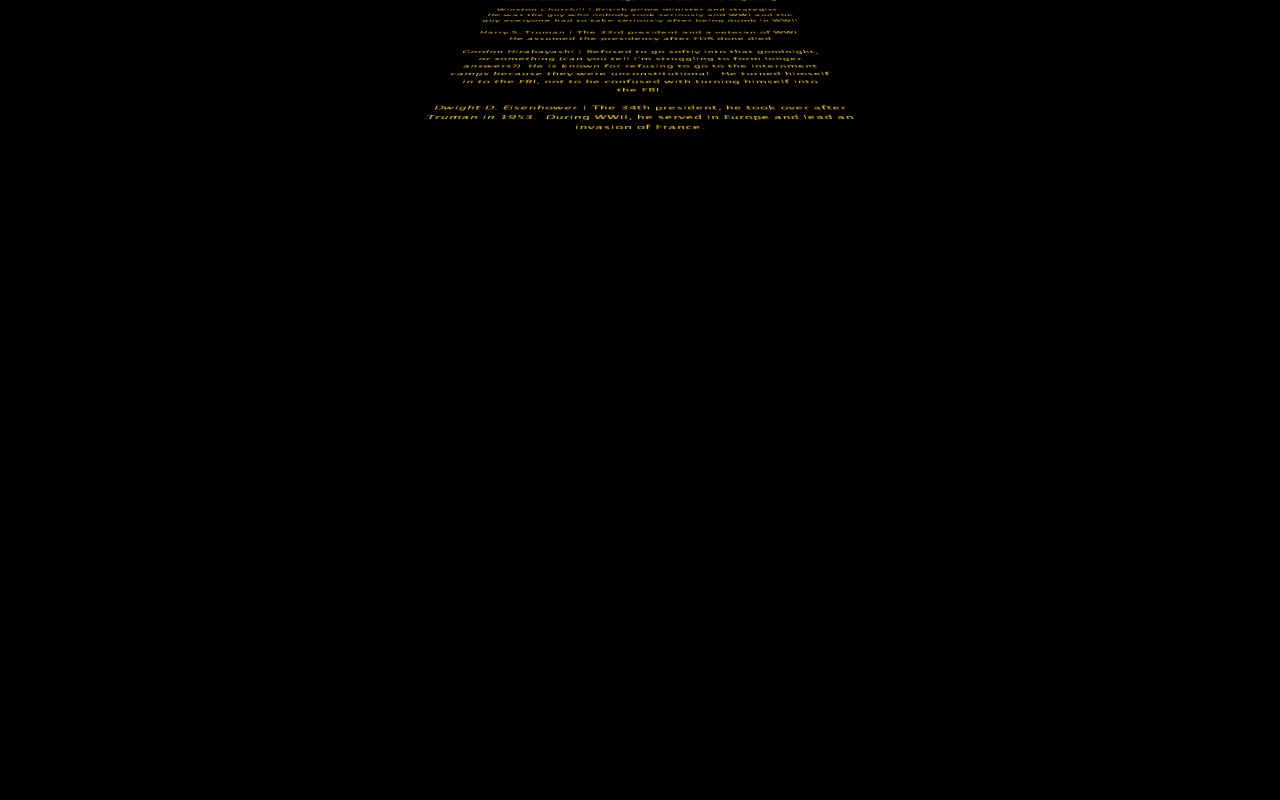 Winston Churchill | British prime minister and strategist.
He was the guy who nobody took seriously and WWI and the
guy everyone had to take seriously after being dumb in WWII.
Harry S. Truman | The 33rd president and a veteran of WWI.
He assumed the presidency after FDR done died.
Gordon Hirabayashi | Refused to go softly into that goodnight,
or something (can you tell I'm struggling to form longer
answers?) He is known for refusing to go to the internment
camps because they were unconstitutional. He turned himself
in to the FBI, not to be confused with turning himself into
the FBI.
Dwight D. Eisenhower | The 34th president, he took over after
Truman in 1953. During WWII, he served in Europe and lead an
invasion of France.